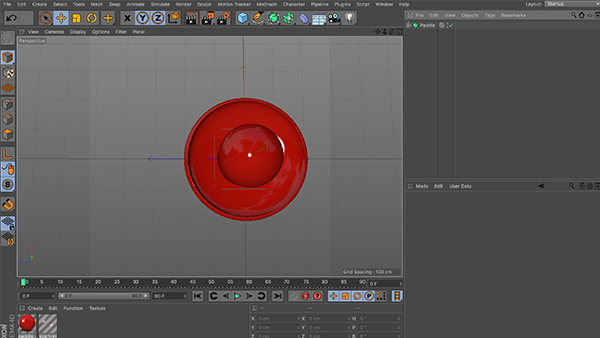 File Edit Create Modes Select Tools Mesh Snap Animate Simulate Render Sculpt Motion Tracker MoGraph Character Pipeline Plugins Script Window Help
Layout: Startup
File Edit View Objects Tags Bookmarks
View Cameras Display Options Filter Panel
Perspective
Paddle
X Y Z
S
Mode Edit User Data
Grid Spacing : 100 cm
0 5 10 15 20 25 30 35 40 45 50 55 60 65 70 75 80 85 90
0 F
0 F 0 F 90 F 90 F
P
Create Edit Function Texture
X 0 cm X 0 cm H 0 °
Y 0 cm Y 0 cm P 0 °
Z 0 cm Z 0 cm B 0 °